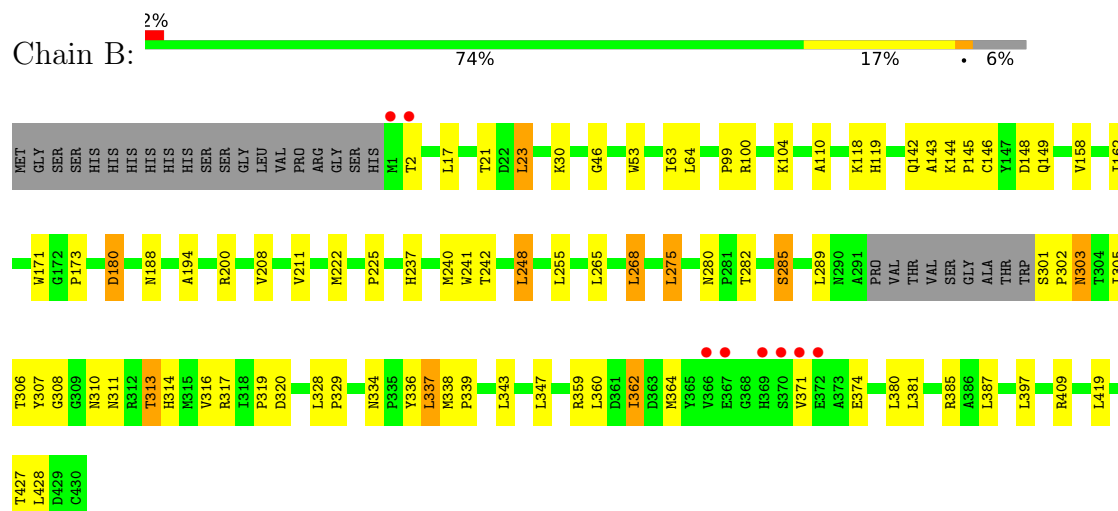 2%
Chain B:
74% 17% • 6%
MET GLY SER SER HIS HIS HIS HIS HIS HIS SER SER GLY LEU VAL PRO ARG GLY SER HIS M1 T2 L17 T21 D22 L23 K30 G46 W53 I63 L64 P99 R100 K104 A110 K118 H119 Q142 A143 K144 P145 C146 Y147 D148 Q149 V158 I162
W171 G172 P173 D180 N188 A194 R200 V208 V211 M222 P225 H237 M240 W241 T242 L248 L255 L265 L268 L275 N280 P281 T282 S285 L289 N290 A291 PRO VAL THR VAL SER GLY ALA THR TRP S301 P302 N303 T304 I305
T306 Y307 G308 G309 N310 N311 R312 T313 H314 M315 V316 R317 I318 P319 D320 L328 P329 N334 P335 Y336 L337 M338 P339 L343 L347 R359 L360 D361 I362 D363 M364 Y365 V366 E367 G368 H369 S370 V371 E372 A373 E374 L380 L381 R385 A386 L387 L397 R409 L419
T427 L428 D429 C430